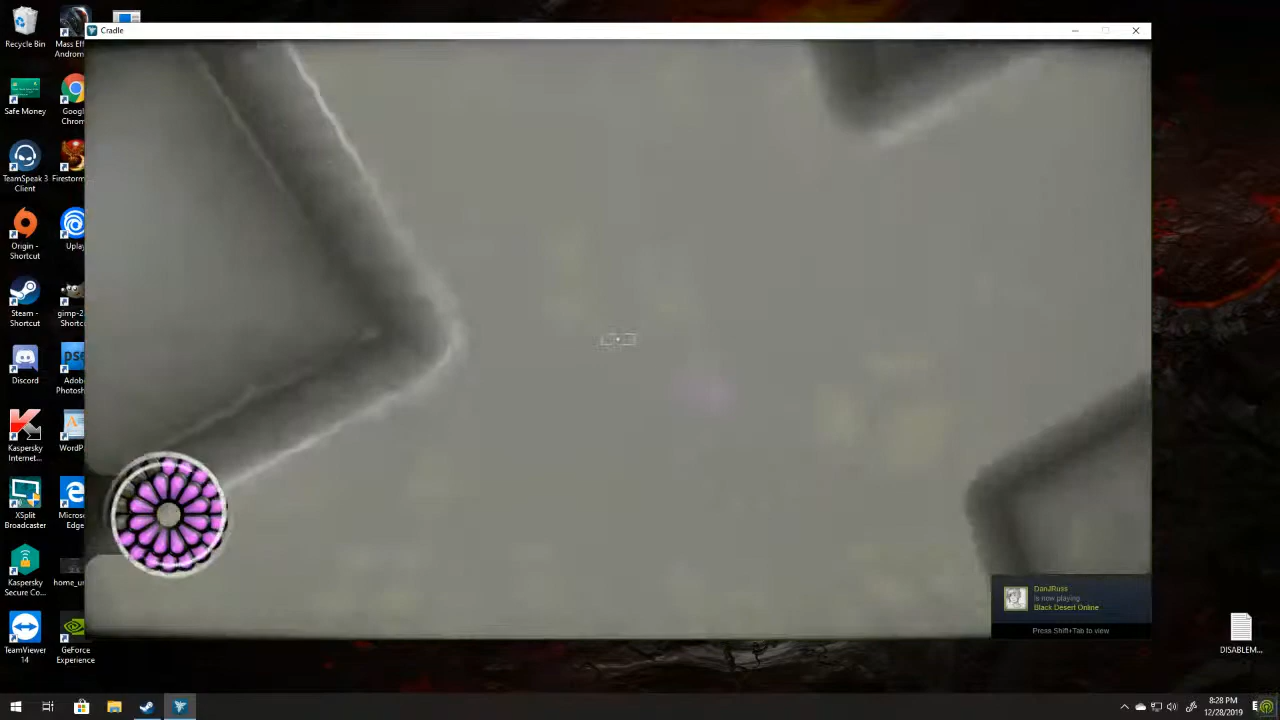 Cradle
Recycle Bin
Mass Eff...
Androm...
Safe Money
Googl
Chrom
TeamSpeak 3
Client
Firestorm
Origin -
Shortcut
Uplay
Steam -
Shortcut
gimp-2.
Shortc
Discord
Adob
Photosh
Kaspersky
Internet...
WordP
XSplit
Broadcaster
Micros
Edge
Kaspersky
Secure Co...
home_ur
TeamViewer
14
GeForce
Experience
DanJRuss
is now playing
Black Desert Online
Press Shift+Tab to view
DISABLEM...
8:28 PM
12/28/2019